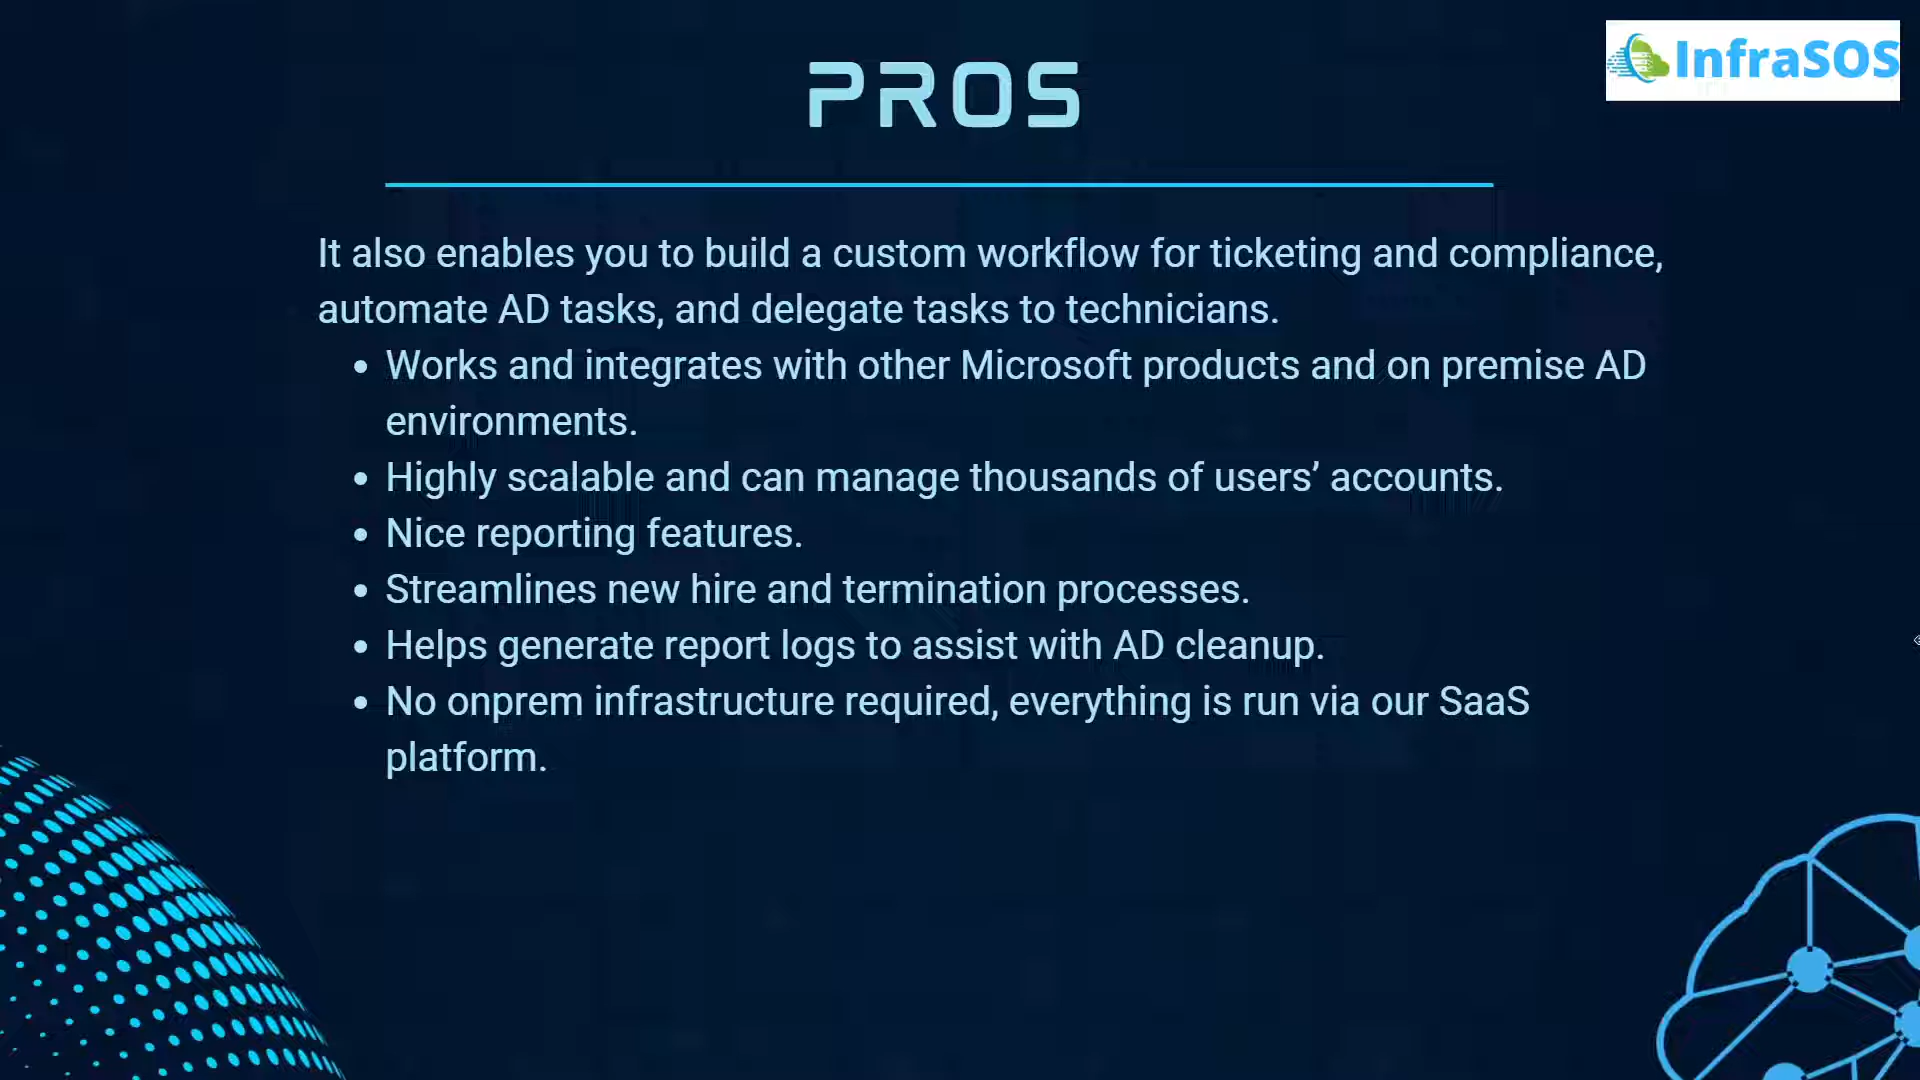 InfraSOS
PROS
It also enables you to build a custom workflow for ticketing and compliance,
automate AD tasks, and delegate tasks to technicians.
• Works and integrates with other Microsoft products and on premise AD
environments.
• Highly scalable and can manage thousands of users’ accounts.
• Nice reporting features.
• Streamlines new hire and termination processes.
• Helps generate report logs to assist with AD cleanup.
• No onprem infrastructure required, everything is run via our SaaS
platform.